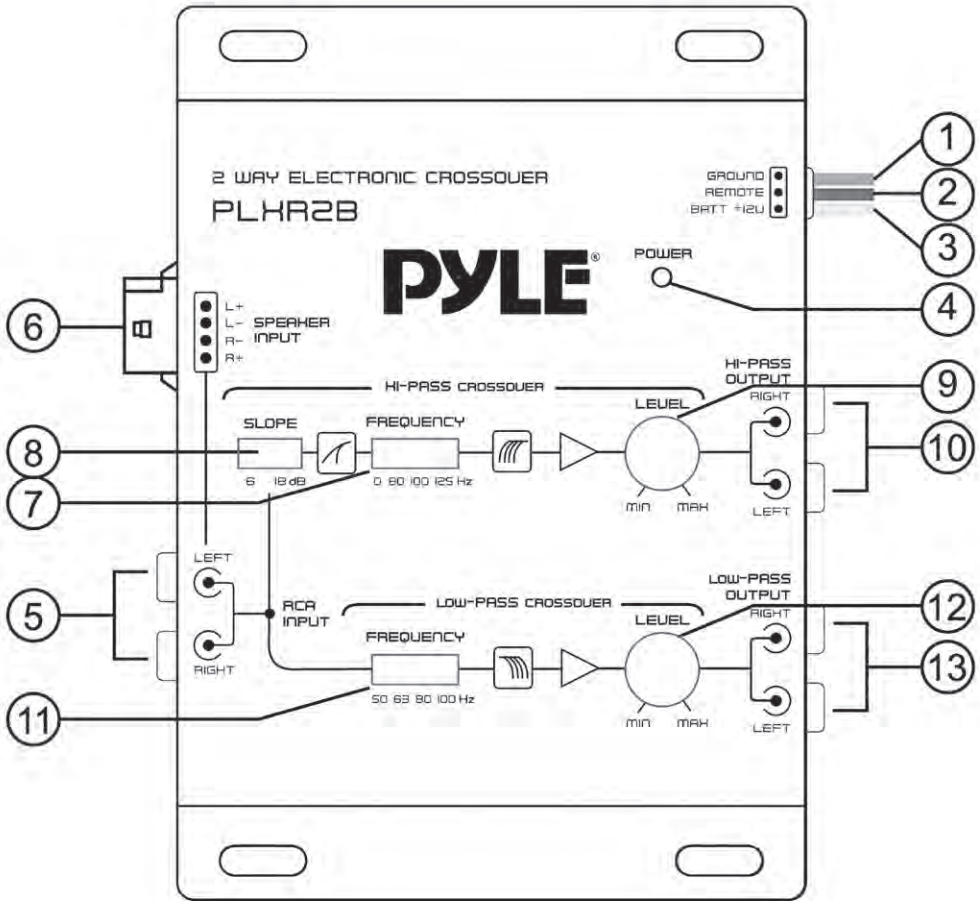 1
GROUND
2 WAY ELECTRONIC CROSSOVER
REMOTE
2
PLXR2B
BATT +12V
3
POWER
PYLE®
4
L+
6
L- SPEAKER
R- INPUT
R+
HI-PASS
OUTPUT
HI-PASS CROSSOVER
9
RIGHT
LEVEL
SLOPE
FREQUENCY
8
10
6 18 dB
0 80 100 125 Hz
7
MIN MAX
LEFT
LEFT
LOW-PASS
OUTPUT
12
RCA
INPUT
LOW-PASS CROSSOVER
RIGHT
5
FREQUENCY
LEVEL
RIGHT
13
50 63 80 100 Hz
11
MIN MAX
LEFT